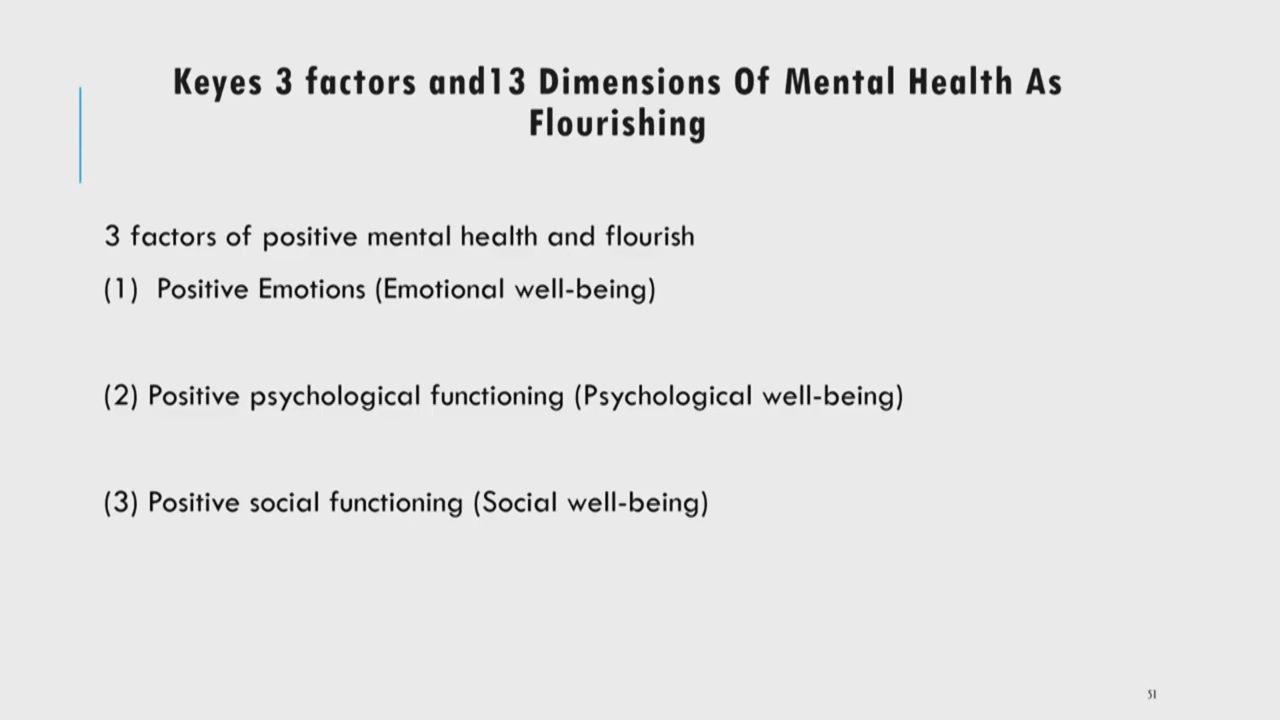 Keyes 3 factors and13 Dimensions Of Mental Health As
Flourishing
3 factors of positive mental health and flourish
(1) Positive Emotions (Emotional well-being)
(2) Positive psychological functioning (Psychological well-being)
(3) Positive social functioning (Social well-being)
51